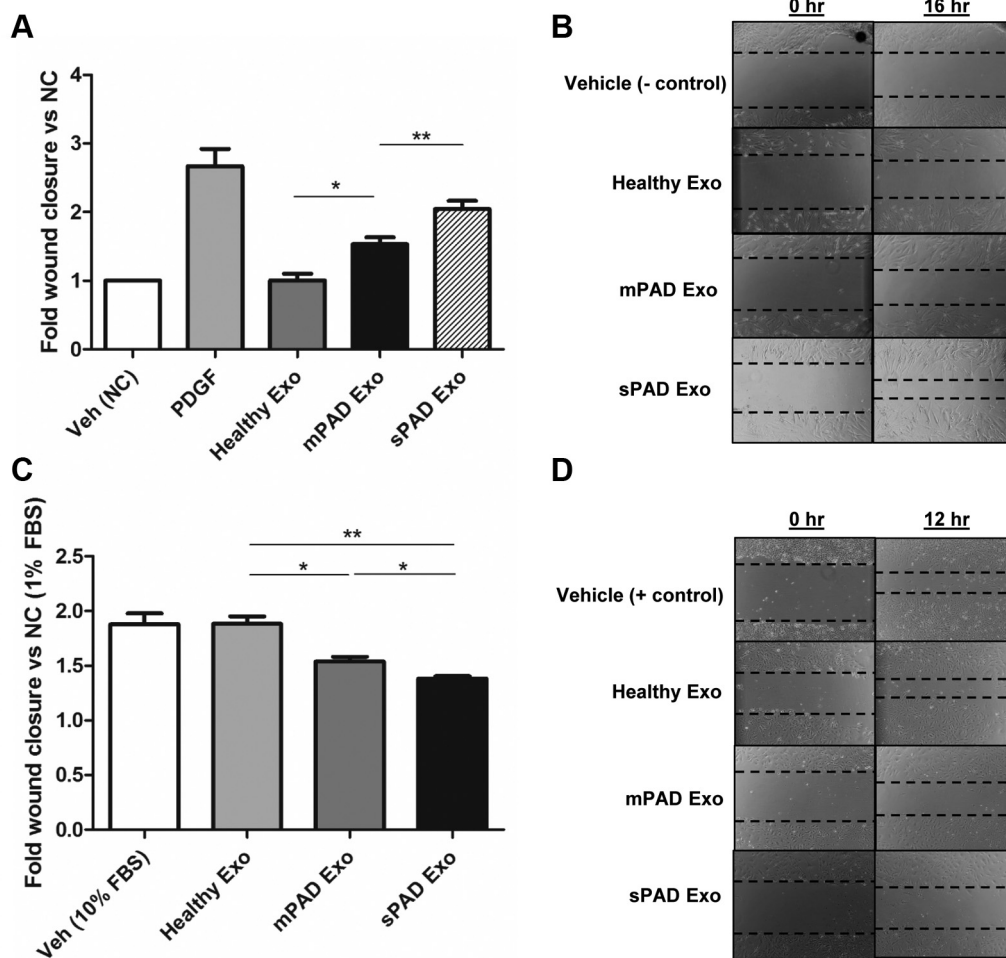 A
Fold wound closure vs NC
4
3
2
1
0
*
**
Veh (NC)
PDGF
Healthy Exo
mPAD Exo
sPAD Exo
B
0 hr
16 hr
Vehicle (- control)
Healthy Exo
mPAD Exo
sPAD Exo
C
Fold wound closure vs NC (1% FBS)
2.5
2.0
1.5
1.0
0.5
0.0
**
*
*
Veh (10% FBS)
Healthy Exo
mPAD Exo
sPAD Exo
D
0 hr
12 hr
Vehicle (+ control)
Healthy Exo
mPAD Exo
sPAD Exo